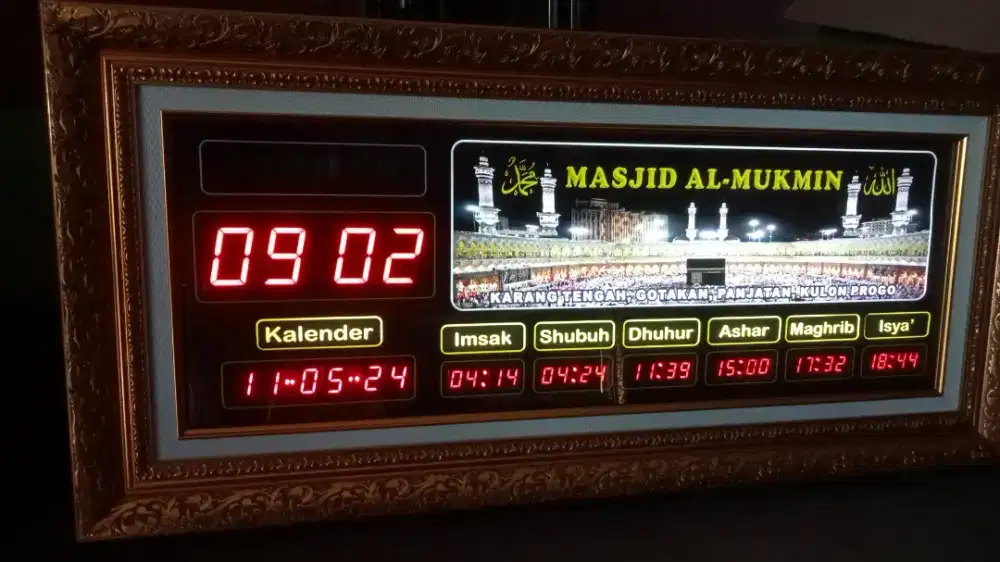 محمد
MASJID AL-MUKMIN
الله
KARANG TENGAH, GOTAKAN, PANJATAN, KULON PROGO
09 02
Kalender
11-05-24
Imsak Shubuh Dhuhur Ashar Maghrib Isya'
04:14 04:24 11:39 15:00 17:32 18:44